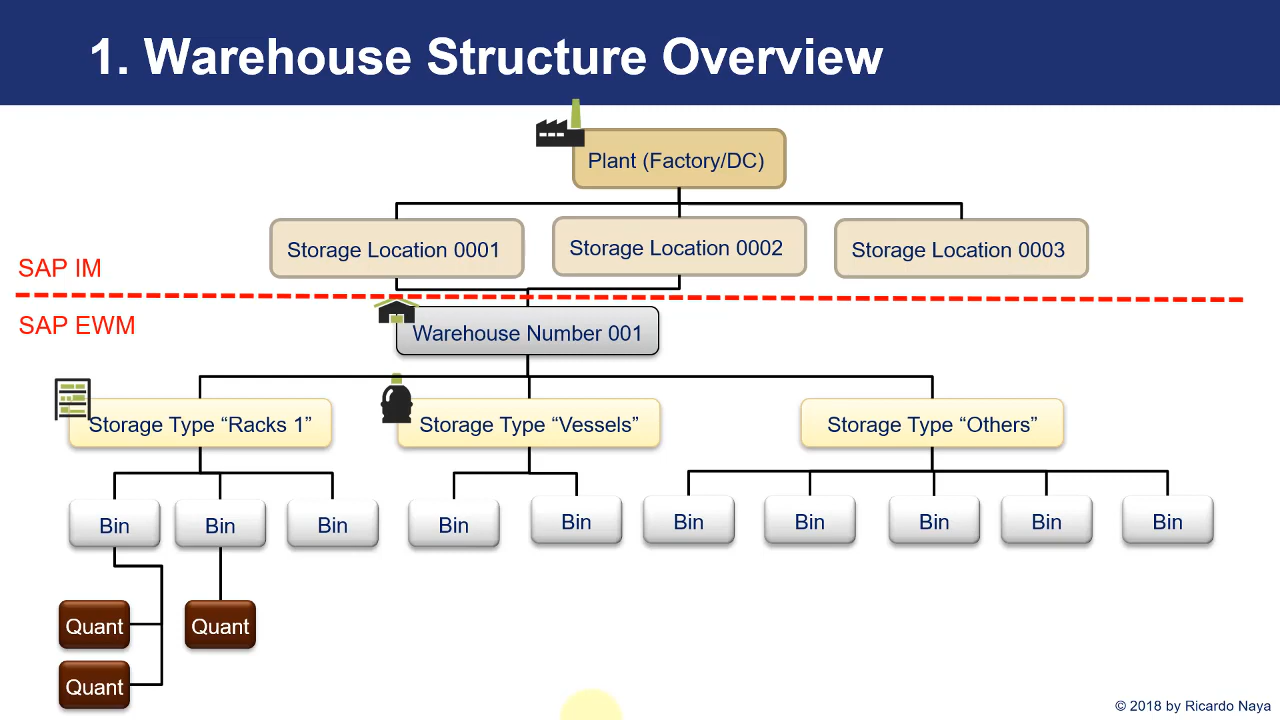 1. Warehouse Structure Overview
Plant (Factory/DC)
Storage Location 0001
Storage Location 0002
Storage Location 0003
SAP IM
SAP EWM
Warehouse Number 001
Storage Type “Racks 1”
Storage Type “Vessels”
Storage Type “Others”
Bin
Bin
Bin
Bin
Bin
Bin
Bin
Bin
Bin
Bin
Quant
Quant
Quant
© 2018 by Ricardo Naya